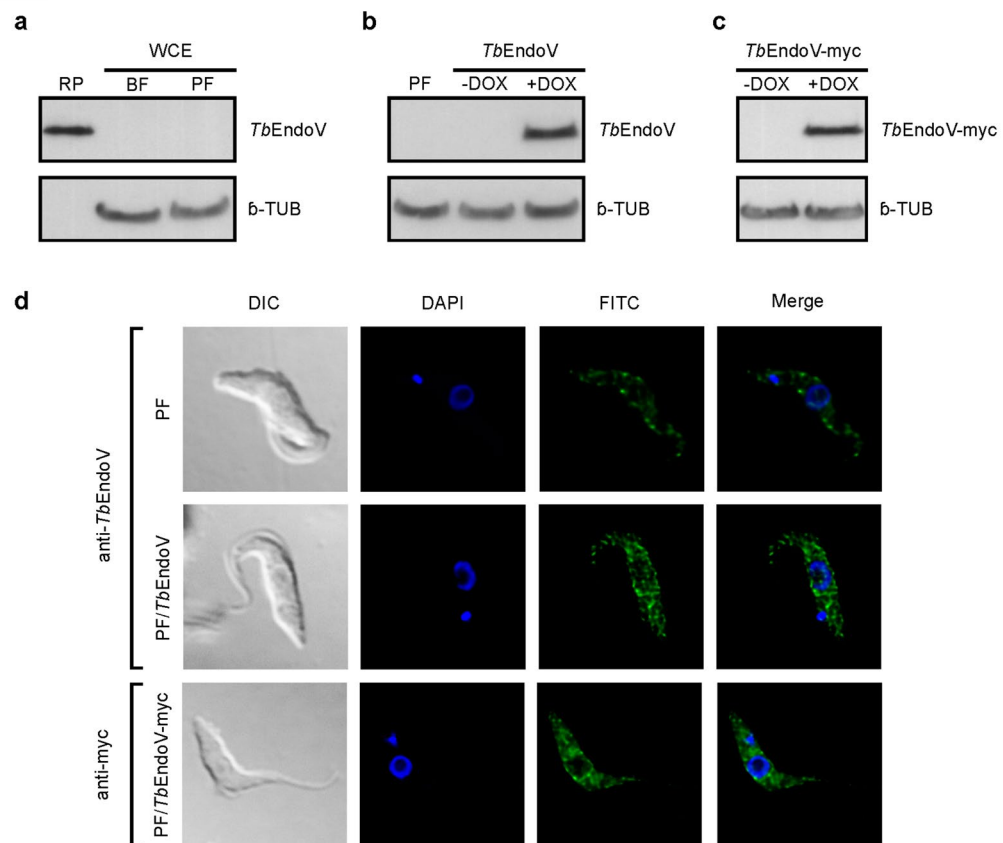 a
WCE
RP BF PF
TbEndoV
ɓ-TUB
b
TbEndoV
PF -DOX +DOX
TbEndoV
ɓ-TUB
c
TbEndoV-myc
-DOX +DOX
TbEndoV-myc
ɓ-TUB
d
DIC DAPI FITC Merge
anti-TbEndoV
PF
PF/TbEndoV
anti-myc
PF/TbEndoV-myc